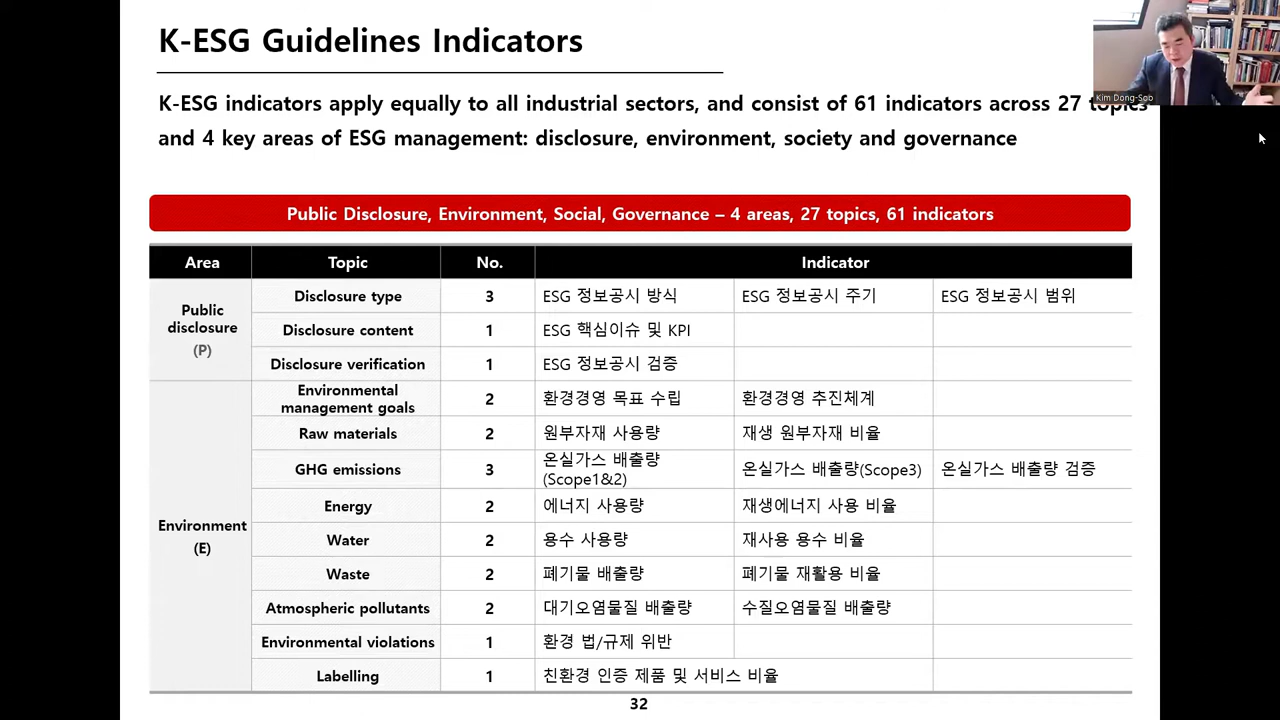 K-ESG Guidelines Indicators
Kim Dong-Sob
K-ESG indicators apply equally to all industrial sectors, and consist of 61 indicators across 27 topics
and 4 key areas of ESG management: disclosure, environment, society and governance
Public Disclosure, Environment, Social, Governance – 4 areas, 27 topics, 61 indicators
Area Topic No. Indicator
Public
disclosure
(P)
Disclosure type 3 ESG 정보공시 방식 ESG 정보공시 주기 ESG 정보공시 범위
Disclosure content 1 ESG 핵심이슈 및 KPI
Disclosure verification 1 ESG 정보공시 검증
Environment
(E)
Environmental
management goals 2 환경경영 목표 수립 환경경영 추진체계
Raw materials 2 원부자재 사용량 재생 원부자재 비율
GHG emissions 3 온실가스 배출량
(Scope1&2) 온실가스 배출량(Scope3) 온실가스 배출량 검증
Energy 2 에너지 사용량 재생에너지 사용 비율
Water 2 용수 사용량 재사용 용수 비율
Waste 2 폐기물 배출량 폐기물 재활용 비율
Atmospheric pollutants 2 대기오염물질 배출량 수질오염물질 배출량
Environmental violations 1 환경 법/규제 위반
Labelling 1 친환경 인증 제품 및 서비스 비율
32